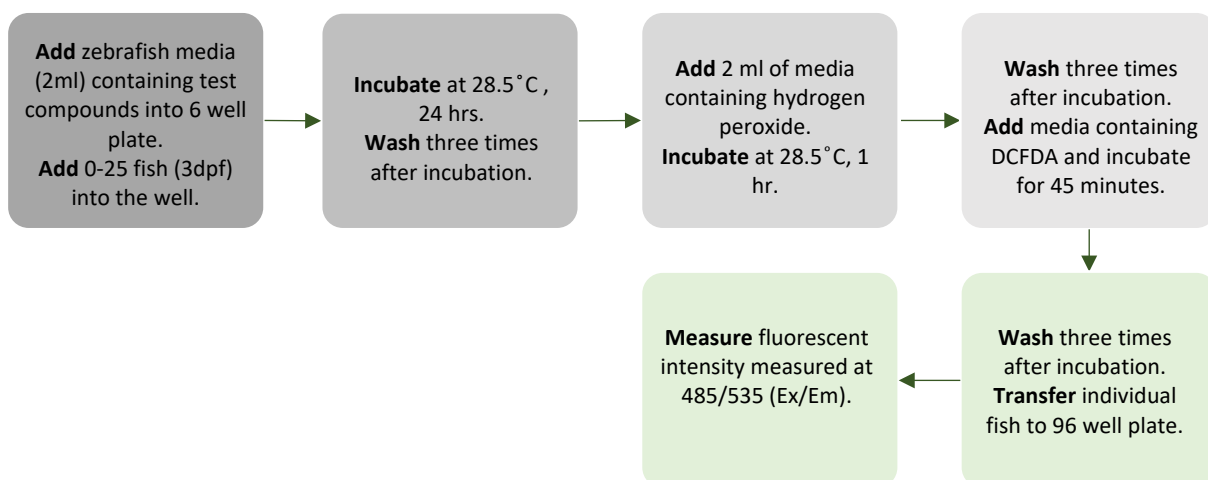 Add zebrafish media
(2ml) containing test
compounds into 6 well
plate.
Add 0-25 fish (3dpf)
into the well.
Incubate at 28.5˚C ,
24 hrs.
Wash three times
after incubation.
Add 2 ml of media
containing hydrogen
peroxide.
Incubate at 28.5˚C, 1
hr.
Wash three times
after incubation.
Add media containing
DCFDA and incubate
for 45 minutes.
Wash three times
after incubation.
Transfer individual
fish to 96 well plate.
Measure fluorescent
intensity measured at
485/535 (Ex/Em).